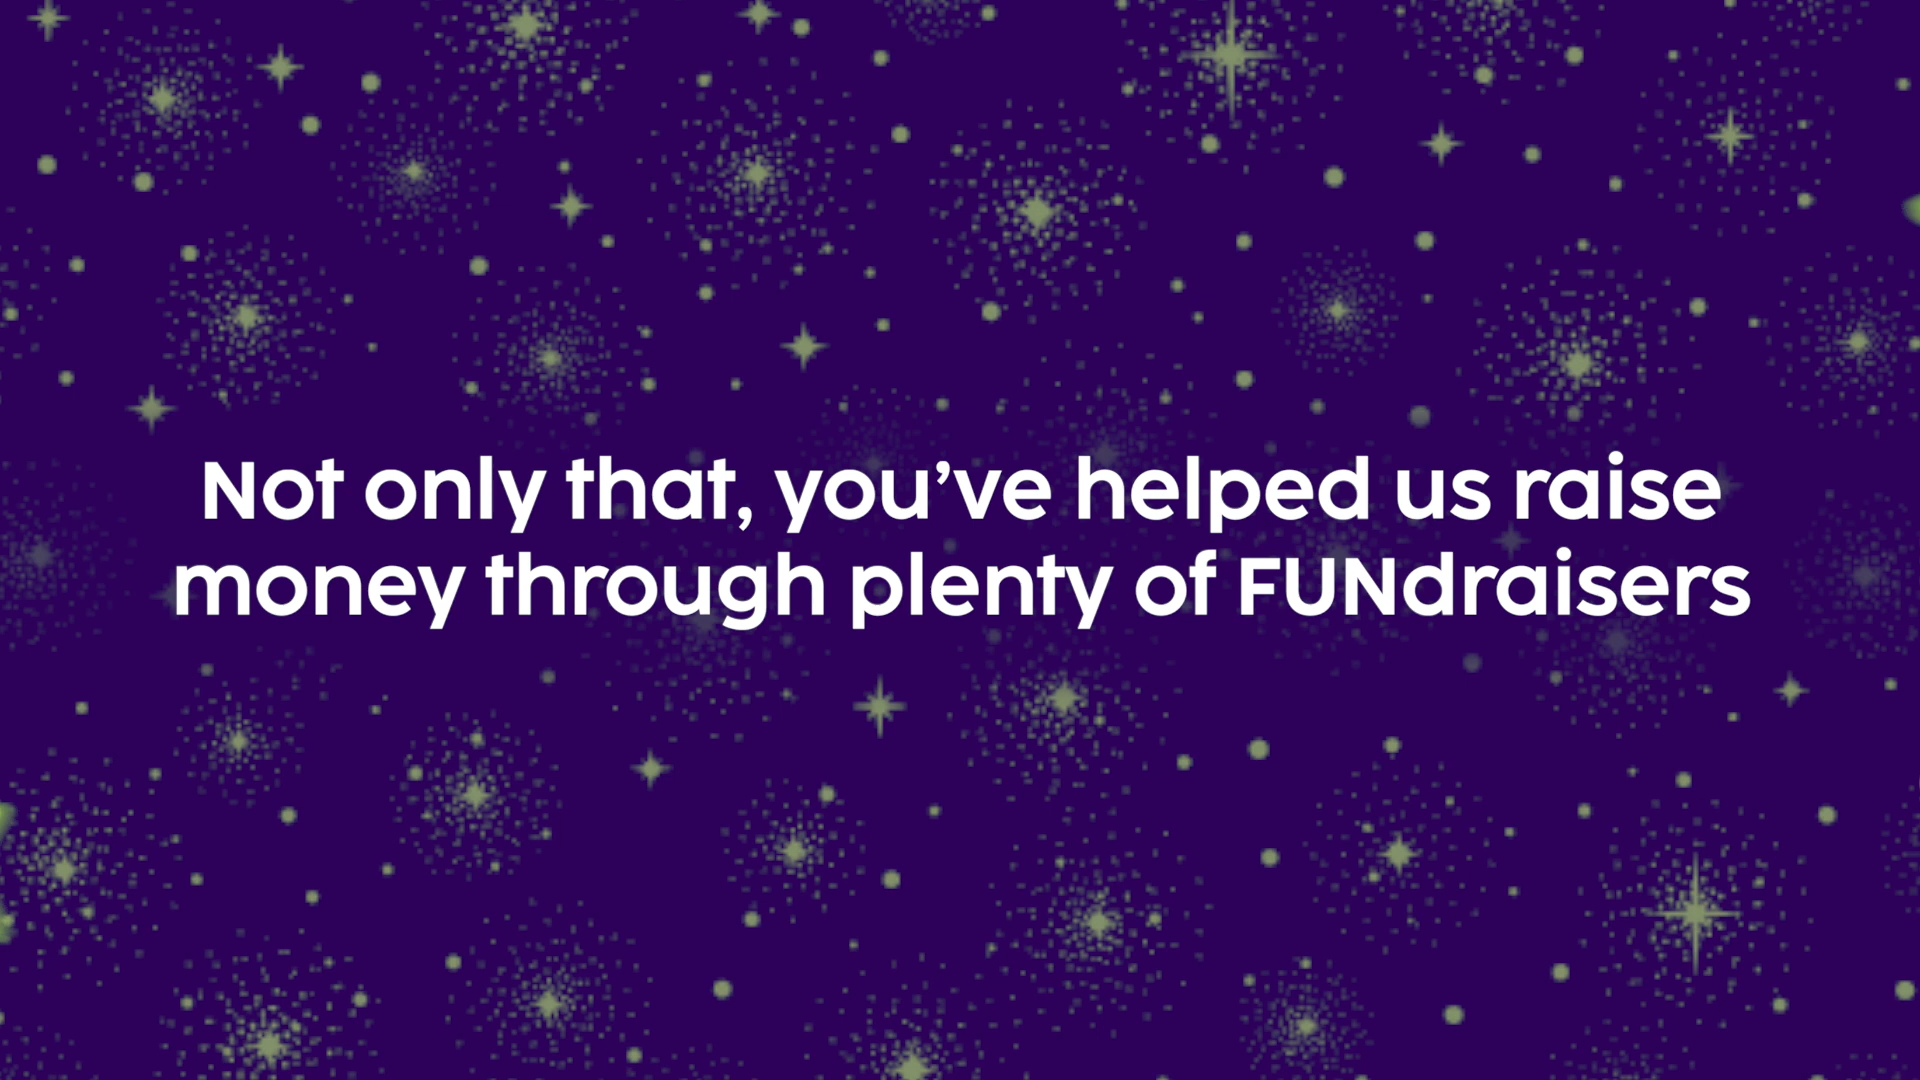 Not only that, you’ve helped us raise
money through plenty of FUNdraisers